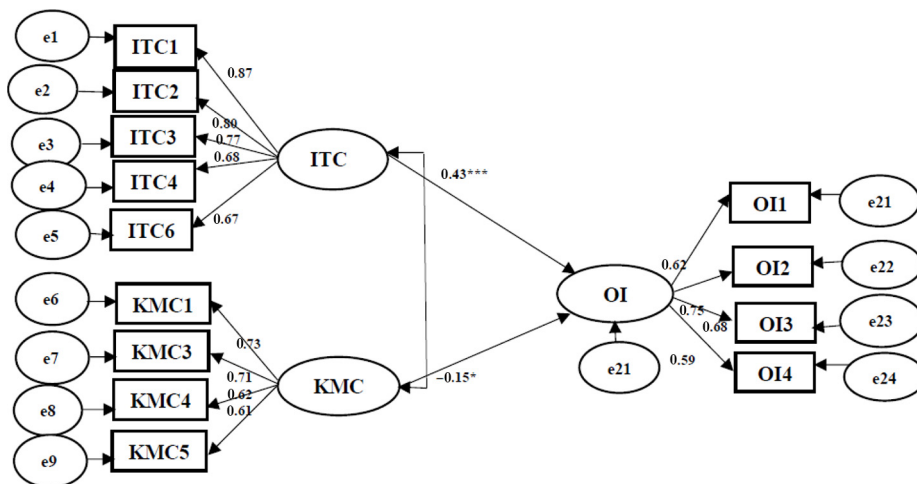 e1
ITC1
0.87
e2
ITC2
0.80
e3
ITC3
0.77
e4
ITC4
0.68
e5
ITC6
0.67
ITC
0.43***
e6
KMC1
0.73
e7
KMC3
0.71
e8
KMC4
0.62
e9
KMC5
0.61
KMC
−0.15*
OI
e21
OI1
e21
0.62
OI2
e22
0.75
OI3
e23
0.68
OI4
e24
0.59